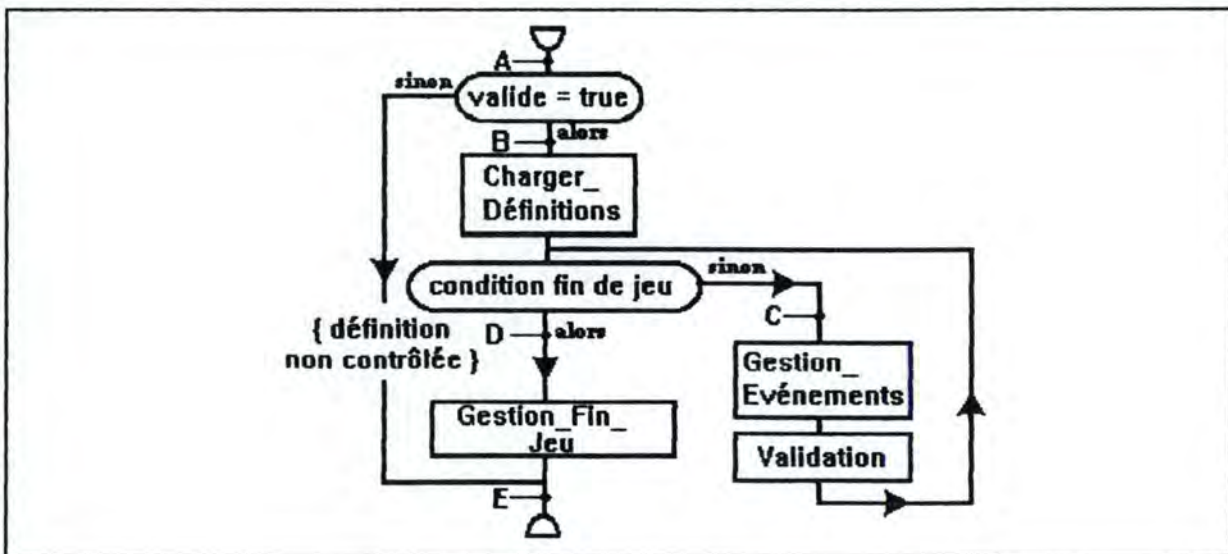 A
sinon
valide = true
B
alors
Charger_
Définitions
sinon
condition fin de jeu
C
D
alors
{ définition
non contrôlée }
Gestion_
Evénements
Gestion_Fin_
Jeu
Validation
E